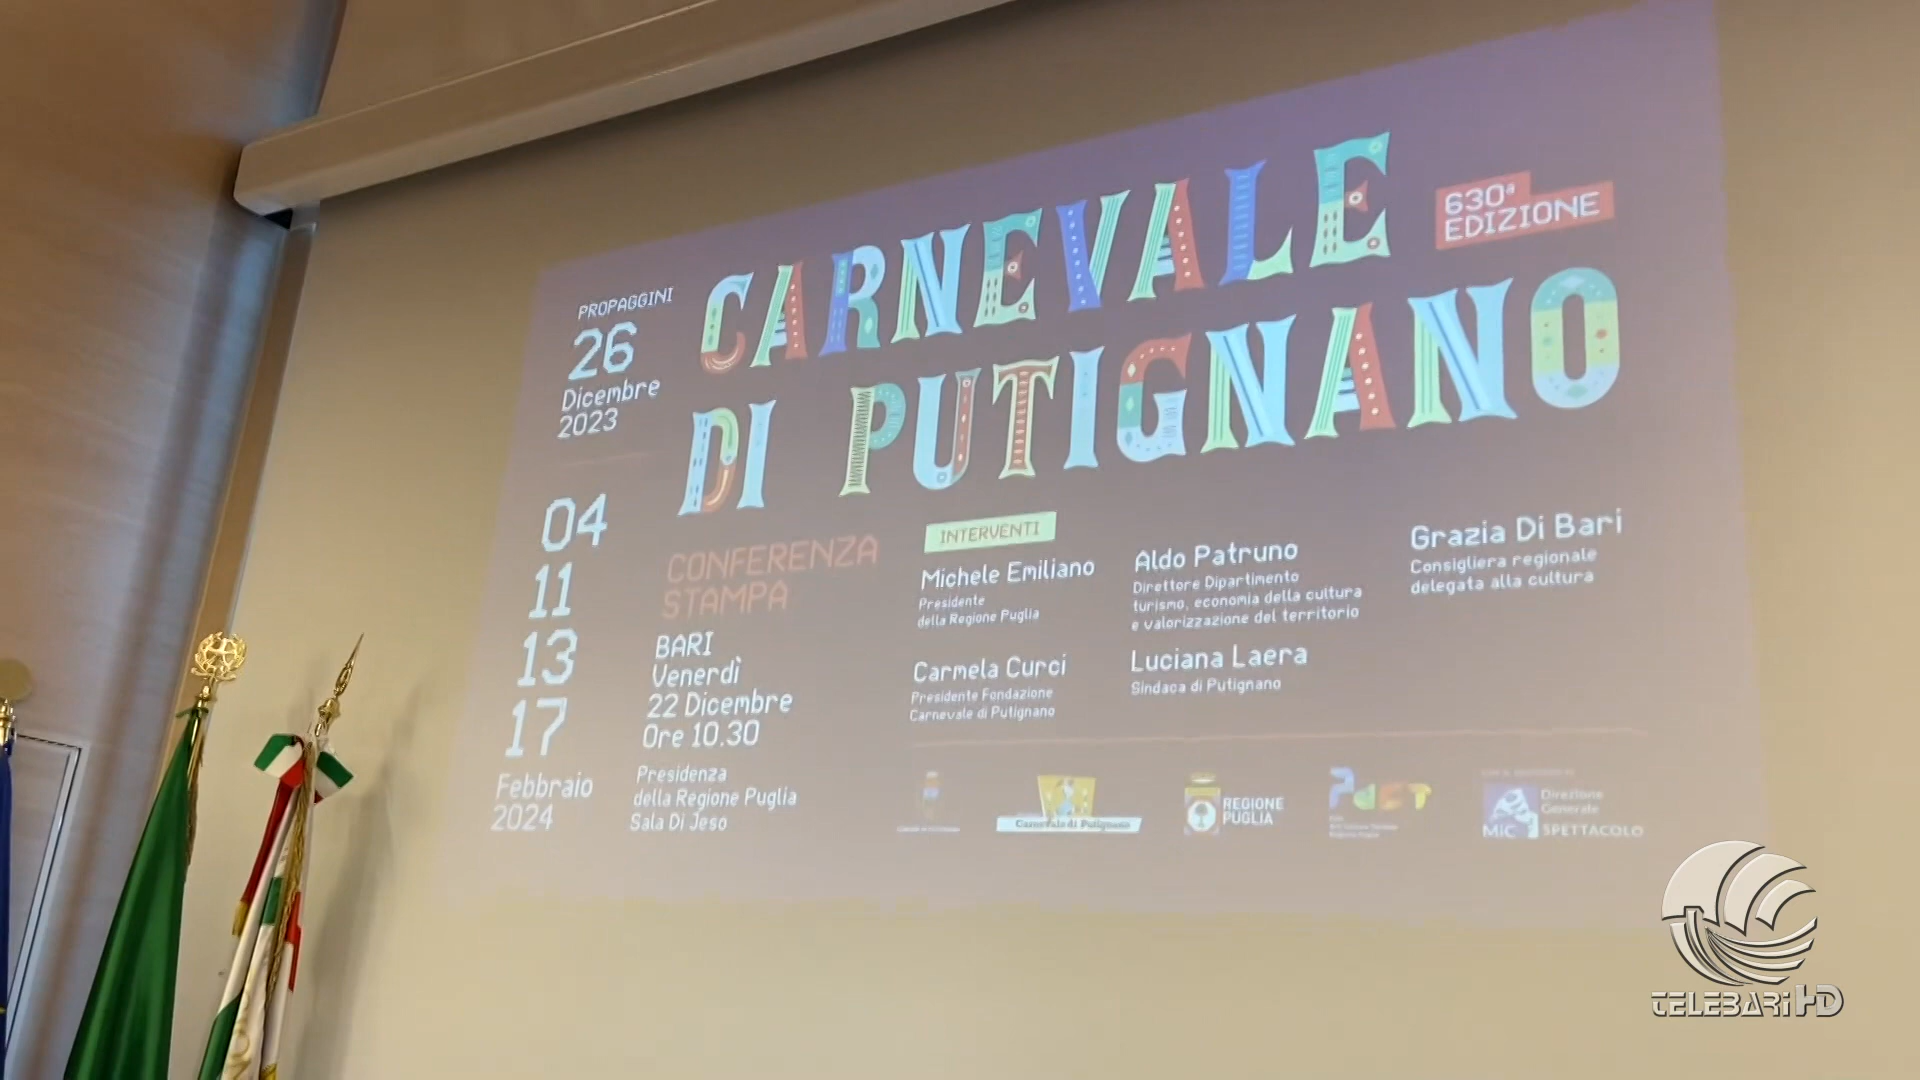 CARNEVALE
DI PUTIGNANO
630ª
EDIZIONE
PROPAGGINI
26
Dicembre
2023
04
11
13
17
Febbraio
2024
CONFERENZA
STAMPA
BARI
Venerdì
22 Dicembre
Ore 10.30
Presidenza
della Regione Puglia
Sala Di Jeso
INTERVENTI
Michele Emiliano
Presidente
della Regione Puglia
Carmela Curci
Presidente Fondazione
Carnevale di Putignano
Aldo Patruno
Direttore Dipartimento
turismo, economia della cultura
e valorizzazione del territorio
Luciana Laera
Sindaca di Putignano
Grazia Di Bari
Consigliera regionale
delegata alla cultura
Carnevale di Putignano
REGIONE
PUGLIA
Direzione
Generale
MIC SPETTACOLO
TELEBARI HD